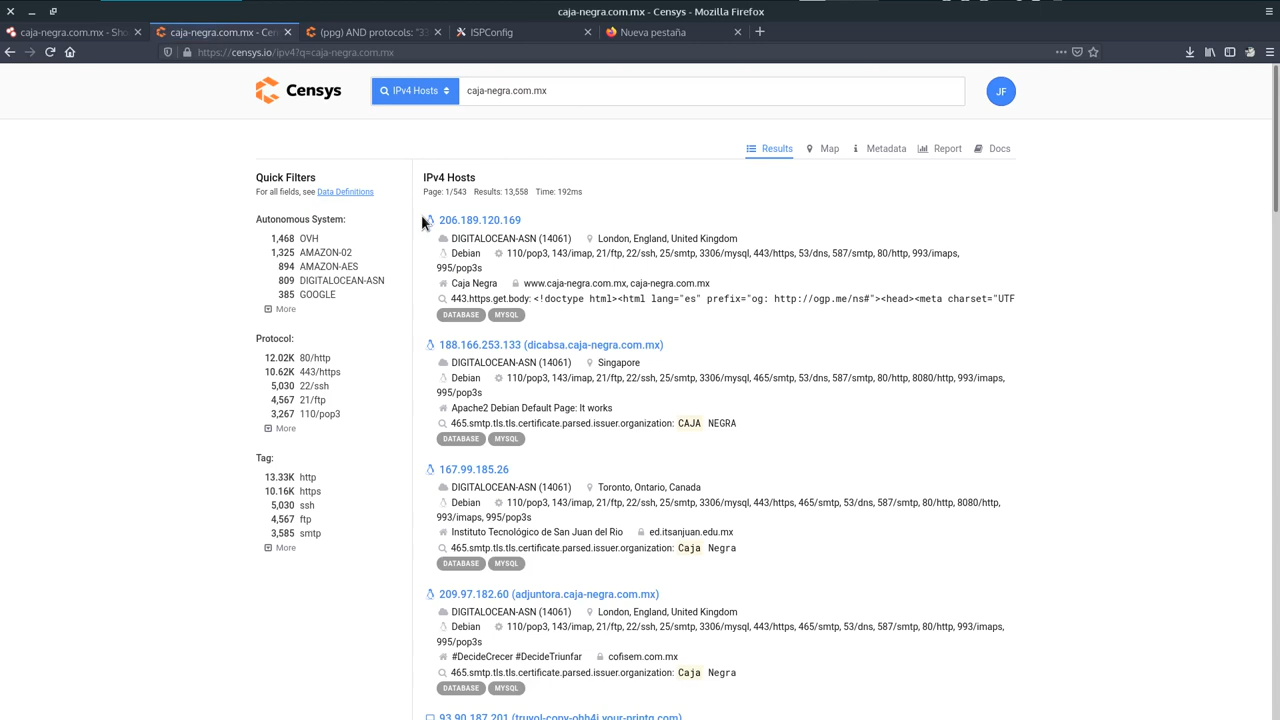 caja-negra.com.mx - Censys - Mozilla Firefox
caja-negra.com.mx - Sho
caja-negra.com.mx - Cen
(ppg) AND protocols: "33
ISPConfig
Nueva pestaña
https://censys.io/ipv4?q=caja-negra.com.mx
Censys
IPv4 Hosts
caja-negra.com.mx
JF
Results
Map
Metadata
Report
Docs
Quick Filters
For all fields, see Data Definitions
Autonomous System:
1,468 OVH
1,325 AMAZON-02
894 AMAZON-AES
809 DIGITALOCEAN-ASN
385 GOOGLE
More
Protocol:
12.02K 80/http
10.62K 443/https
5,030 22/ssh
4,567 21/ftp
3,267 110/pop3
More
Tag:
13.33K http
10.16K https
5,030 ssh
4,567 ftp
3,585 smtp
More
IPv4 Hosts
Page: 1/543 Results: 13,558 Time: 192ms
206.189.120.169
DIGITALOCEAN-ASN (14061) London, England, United Kingdom
Debian 110/pop3, 143/imap, 21/ftp, 22/ssh, 25/smtp, 3306/mysql, 443/https, 53/dns, 587/smtp, 80/http, 993/imaps,
995/pop3s
Caja Negra www.caja-negra.com.mx, caja-negra.com.mx
443.https.get.body: <!doctype html><html lang="es" prefix="og: http://ogp.me/ns#"><head><meta charset="UTF
DATABASE MYSQL
188.166.253.133 (dicabsa.caja-negra.com.mx)
DIGITALOCEAN-ASN (14061) Singapore
Debian 110/pop3, 143/imap, 21/ftp, 22/ssh, 25/smtp, 3306/mysql, 465/smtp, 53/dns, 587/smtp, 80/http, 8080/http, 993/imaps,
995/pop3s
Apache2 Debian Default Page: It works
465.smtp.tls.tls.certificate.parsed.issuer.organization: CAJA NEGRA
DATABASE MYSQL
167.99.185.26
DIGITALOCEAN-ASN (14061) Toronto, Ontario, Canada
Debian 110/pop3, 143/imap, 21/ftp, 22/ssh, 25/smtp, 3306/mysql, 443/https, 465/smtp, 53/dns, 587/smtp, 80/http, 8080/http,
993/imaps, 995/pop3s
Instituto Tecnológico de San Juan del Rio ed.itsanjuan.edu.mx
465.smtp.tls.tls.certificate.parsed.issuer.organization: Caja Negra
DATABASE MYSQL
209.97.182.60 (adjuntora.caja-negra.com.mx)
DIGITALOCEAN-ASN (14061) London, England, United Kingdom
Debian 110/pop3, 143/imap, 21/ftp, 22/ssh, 25/smtp, 3306/mysql, 443/https, 465/smtp, 53/dns, 587/smtp, 80/http, 993/imaps,
995/pop3s
#DecideCrecer #DecideTriunfar cofisem.com.mx
465.smtp.tls.tls.certificate.parsed.issuer.organization: Caja Negra
DATABASE MYSQL
93.90.187.201